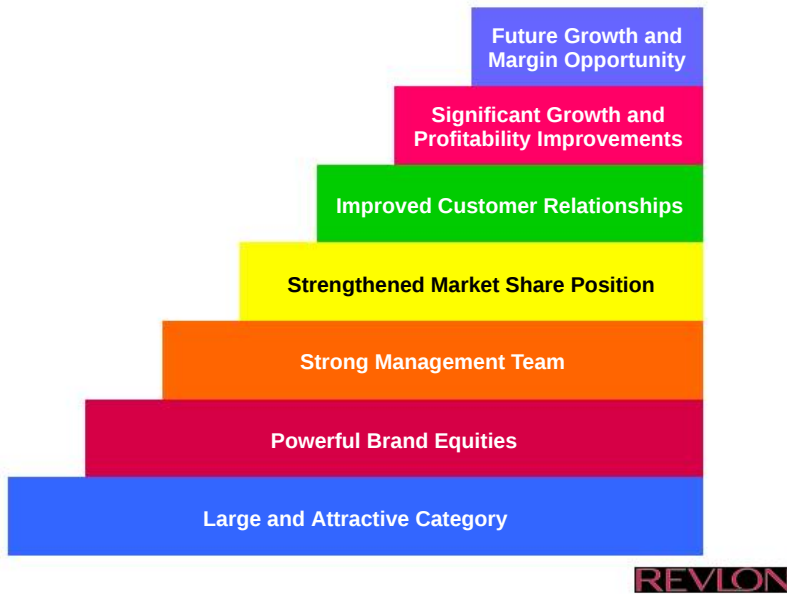 Future Growth and
Margin Opportunity
Significant Growth and
Profitability Improvements
Improved Customer Relationships
Strengthened Market Share Position
Strong Management Team
Powerful Brand Equities
Large and Attractive Category
REVLON